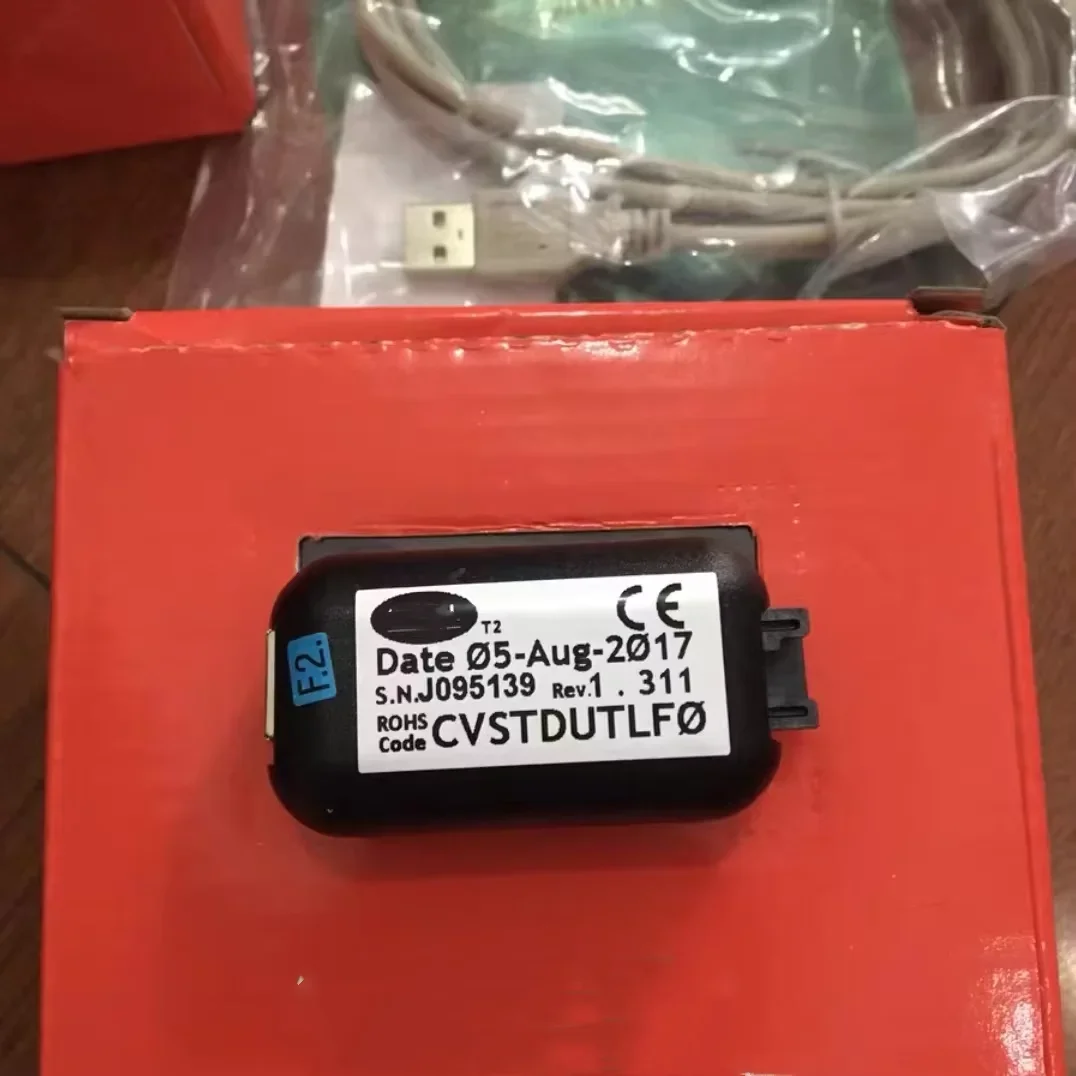 CE
T2
Date Ø5-Aug-2Ø17
S.N.J095139 Rev.1 . 311
ROHS
Code CVSTDUTLFØ
F.2.